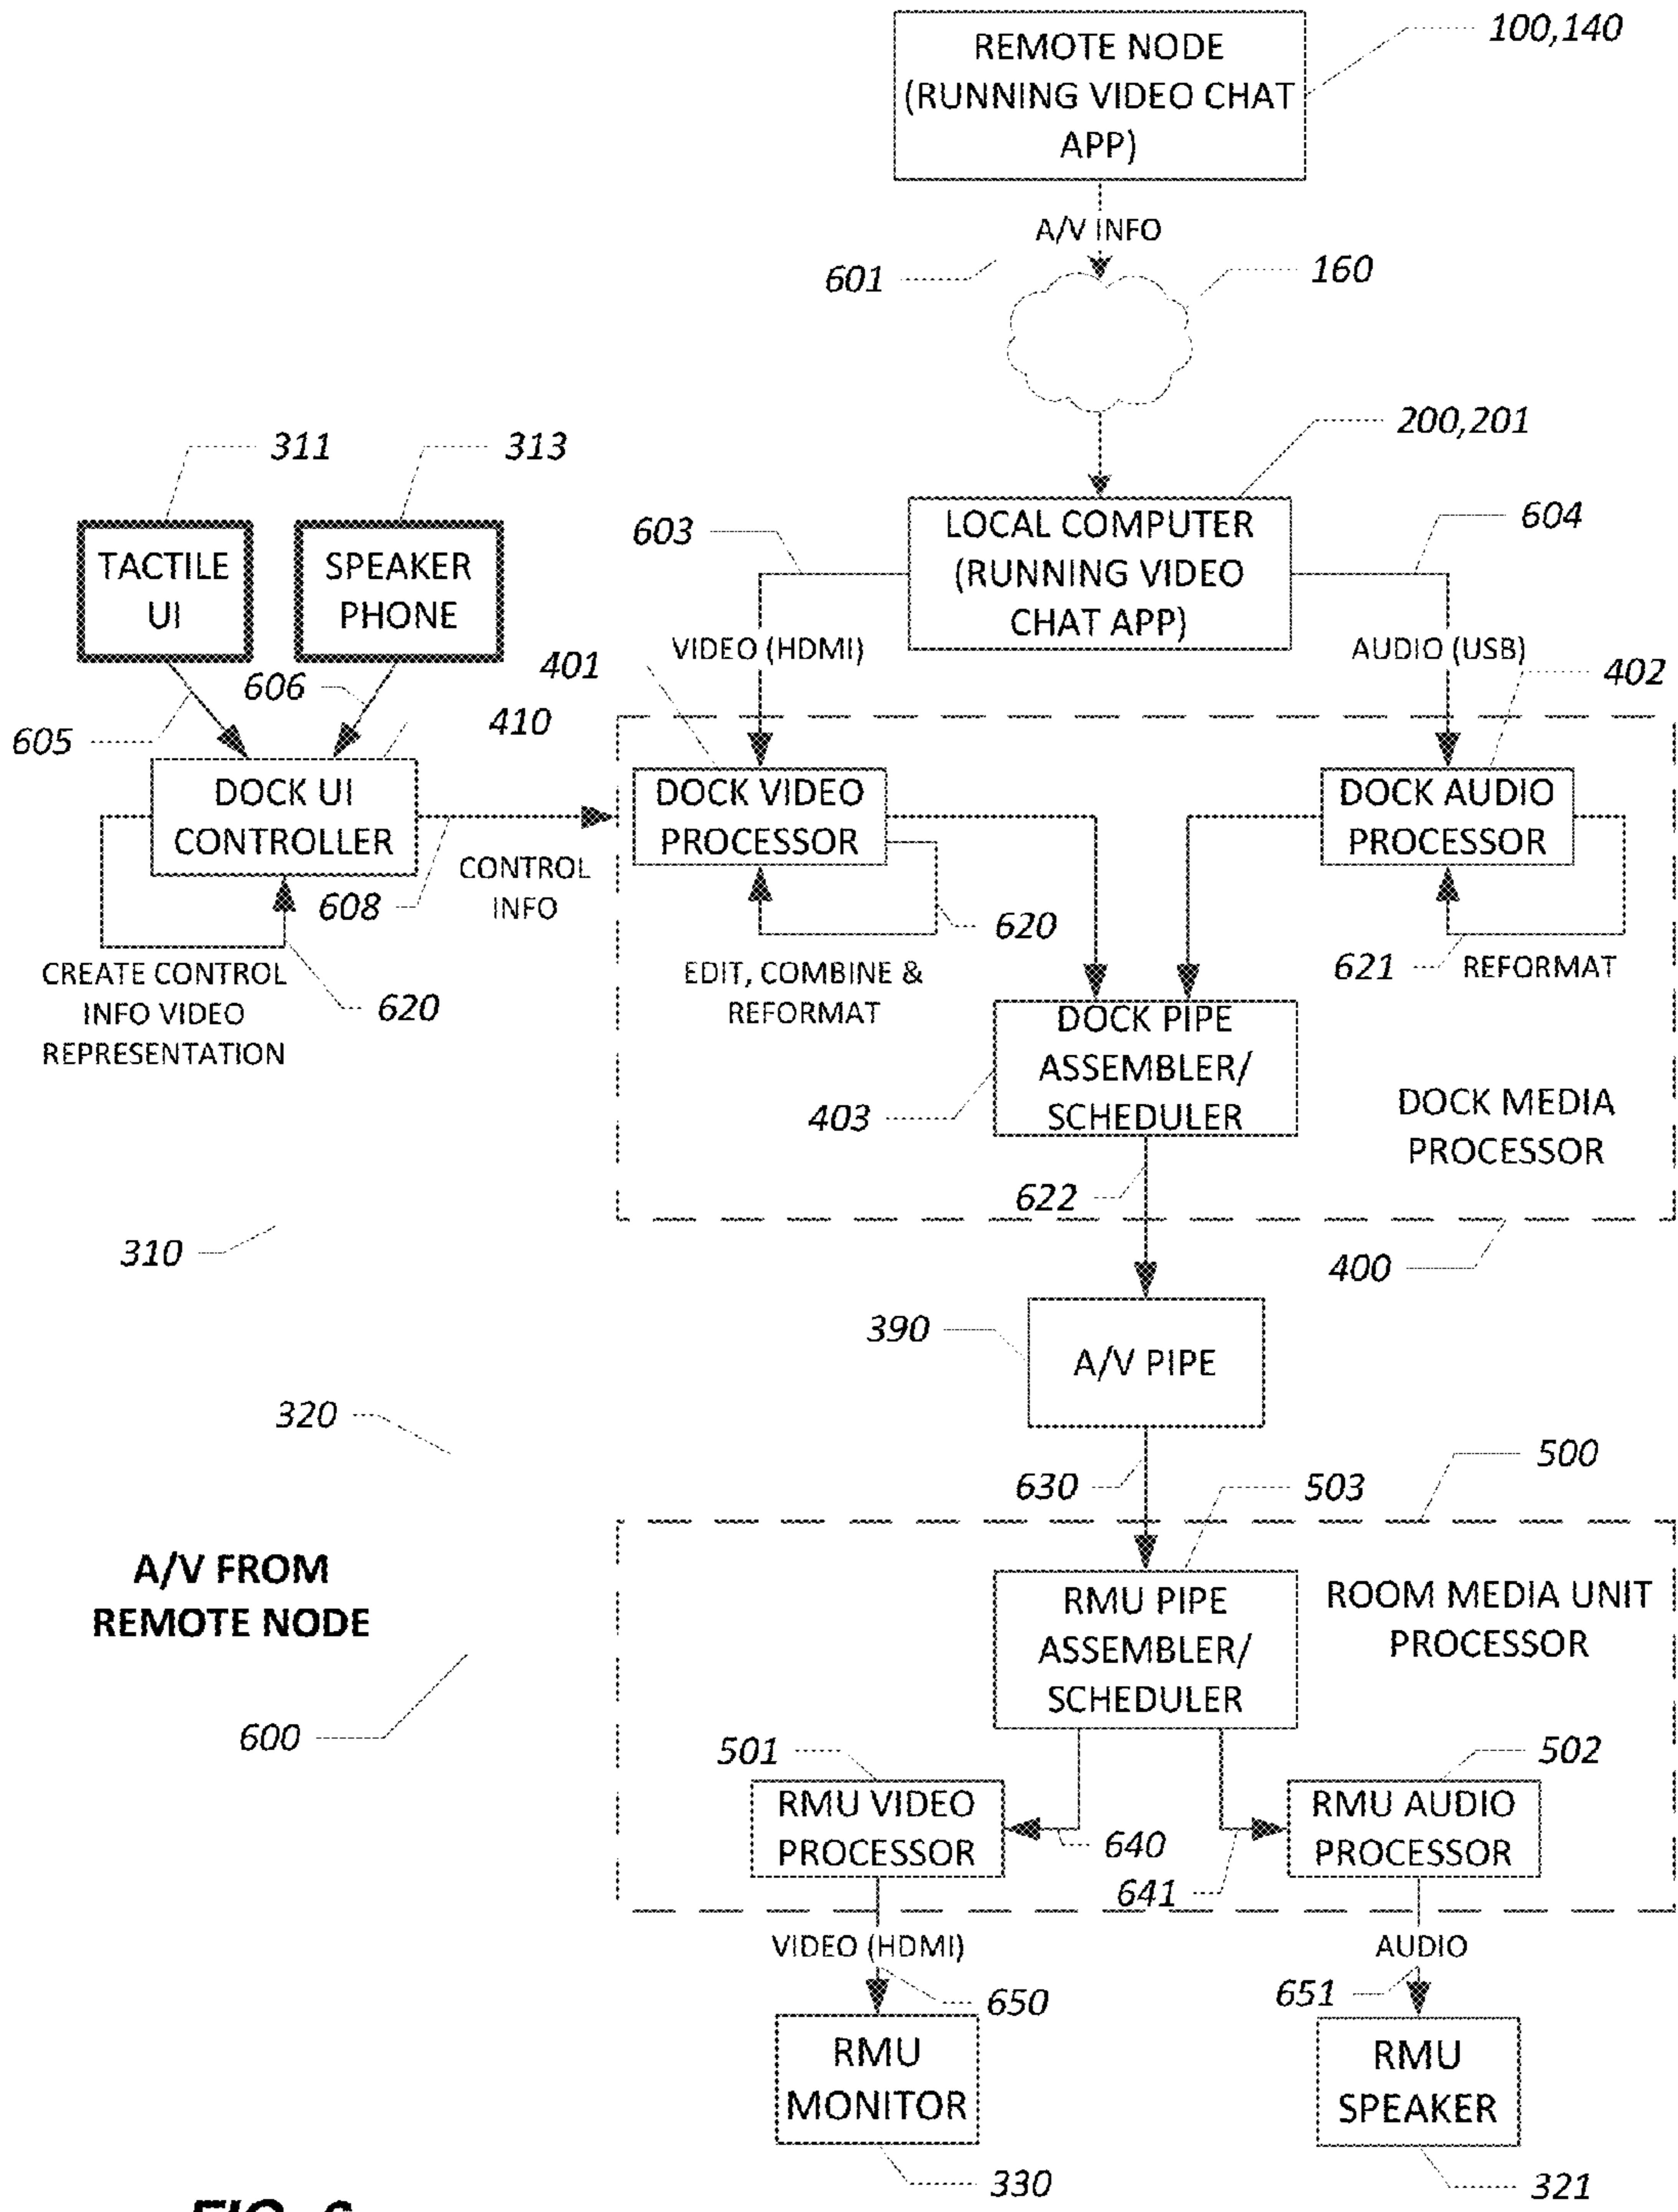 REMOTE NODE
(RUNNING VIDEO CHAT
APP)
100,140
A/V INFO
601
160
200,201
311
313
TACTILE
UI
SPEAKER
PHONE
603
LOCAL COMPUTER
(RUNNING VIDEO
CHAT APP)
604
VIDEO (HDMI)
AUDIO (USB)
401
402
606
605
410
DOCK UI
CONTROLLER
DOCK VIDEO
PROCESSOR
DOCK AUDIO
PROCESSOR
608
CONTROL
INFO
620
621
REFORMAT
CREATE CONTROL
INFO VIDEO
REPRESENTATION
620
EDIT, COMBINE &
REFORMAT
DOCK PIPE
ASSEMBLER/
SCHEDULER
403
DOCK MEDIA
PROCESSOR
622
310
400
390
A/V PIPE
320
500
630
503
A/V FROM
REMOTE NODE
RMU PIPE
ASSEMBLER/
SCHEDULER
ROOM MEDIA UNIT
PROCESSOR
600
501
502
RMU VIDEO
PROCESSOR
640
641
RMU AUDIO
PROCESSOR
VIDEO (HDMI)
AUDIO
650
651
RMU
MONITOR
RMU
SPEAKER
330
321